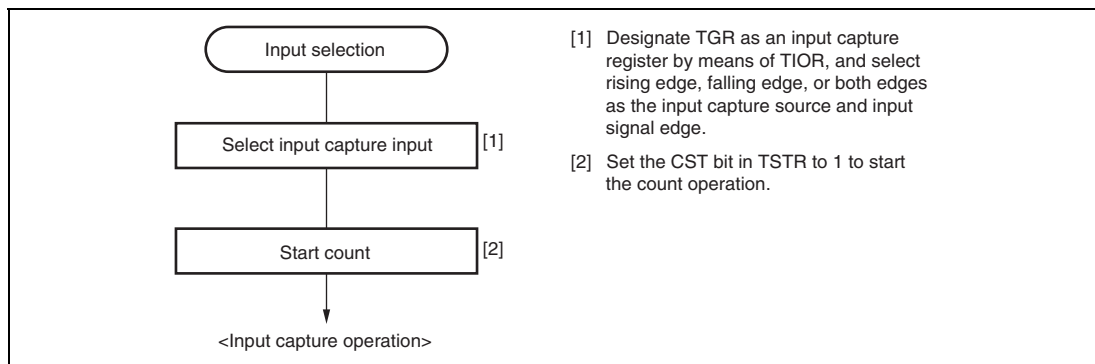 Input selection
Select input capture input
[1]
Start count
[2]
<Input capture operation>
[1] Designate TGR as an input capture
register by means of TIOR, and select
rising edge, falling edge, or both edges
as the input capture source and input
signal edge.
[2] Set the CST bit in TSTR to 1 to start
the count operation.